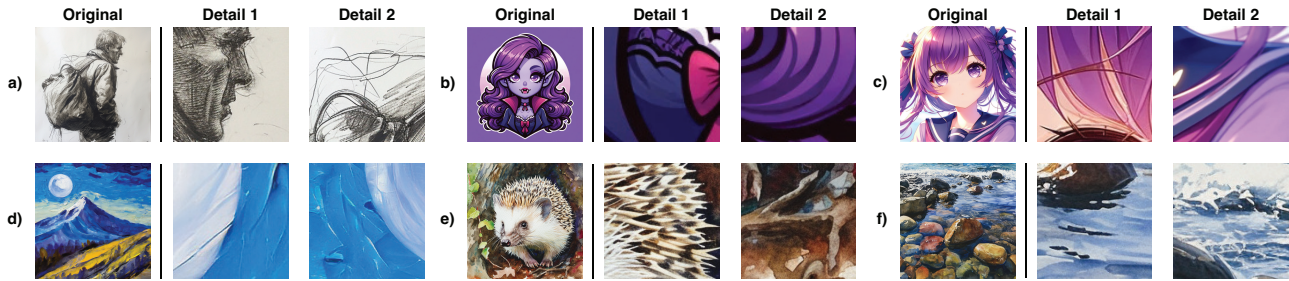 Original Detail 1 Detail 2 Original Detail 1 Detail 2 Original Detail 1 Detail 2
a) b) c)
d) e) f)